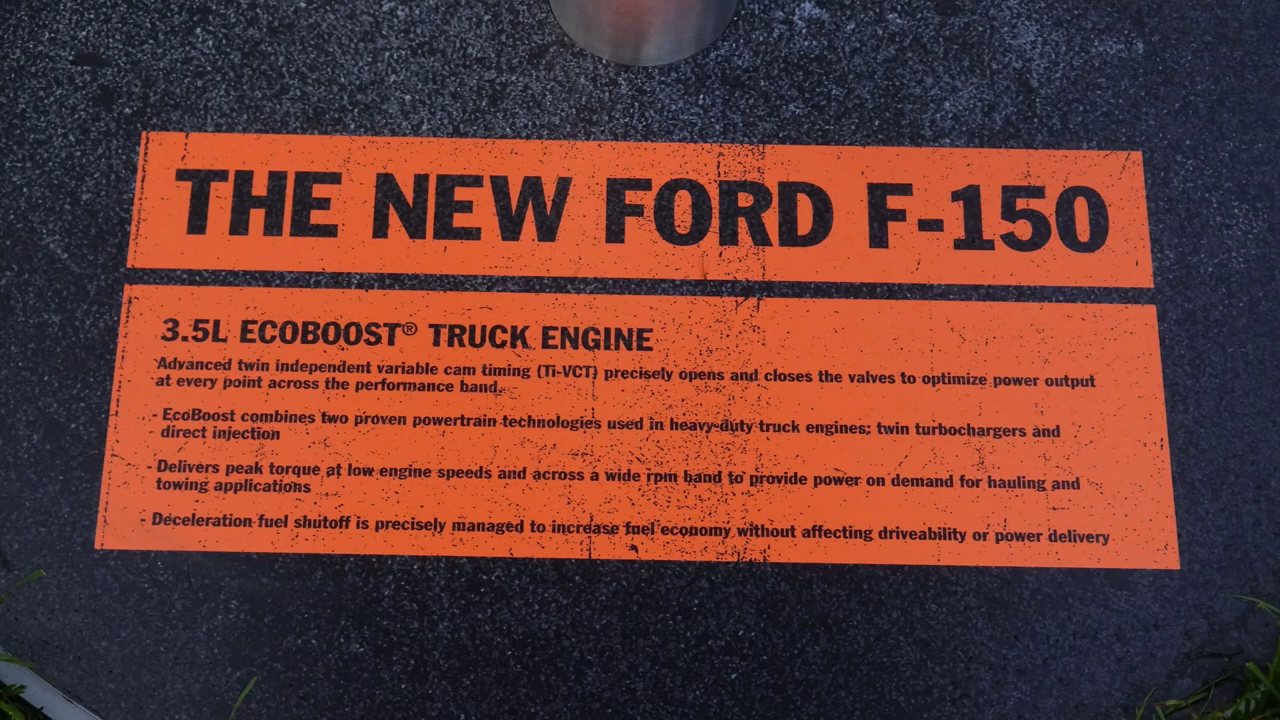 THE NEW FORD F-150
3.5L ECOBOOST® TRUCK ENGINE
Advanced twin independent variable cam timing (Ti-VCT) precisely opens and closes the valves to optimize power output
at every point across the performance band.
- EcoBoost combines two proven powertrain technologies used in heavy-duty truck engines; twin turbochargers and
direct injection
- Delivers peak torque at low engine speeds and across a wide rpm band to provide power on demand for hauling and
towing applications
- Deceleration fuel shutoff is precisely managed to increase fuel economy without affecting driveability or power delivery